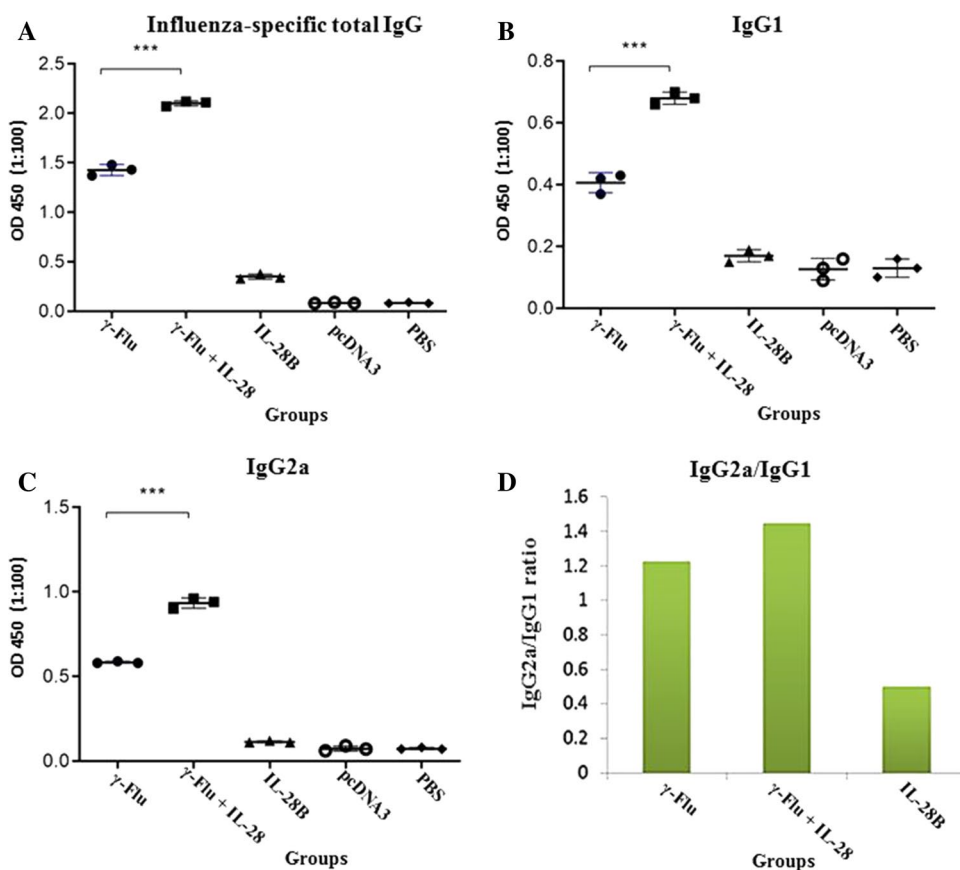 A
Influenza-specific total IgG
***
2.5
2.0
1.5
1.0
0.5
0.0
OD 450 (1:100)
γ-Flu
γ-Flu + IL-28
IL-28B
pcDNA3
PBS
Groups
B
IgG1
***
0.8
0.6
0.4
0.2
0.0
OD 450 (1:100)
γ-Flu
γ-Flu + IL-28
IL-28B
pcDNA3
PBS
Groups
C
IgG2a
***
1.5
1.0
0.5
0.0
OD 450 (1:100)
γ-Flu
γ-Flu + IL-28
IL-28B
pcDNA3
PBS
Groups
D
IgG2a/IgG1
1.6
1.4
1.2
1
0.8
0.6
0.4
0.2
0
IgG2a/IgG1 ratio
γ-Flu
γ-Flu + IL-28
IL-28B
Groups